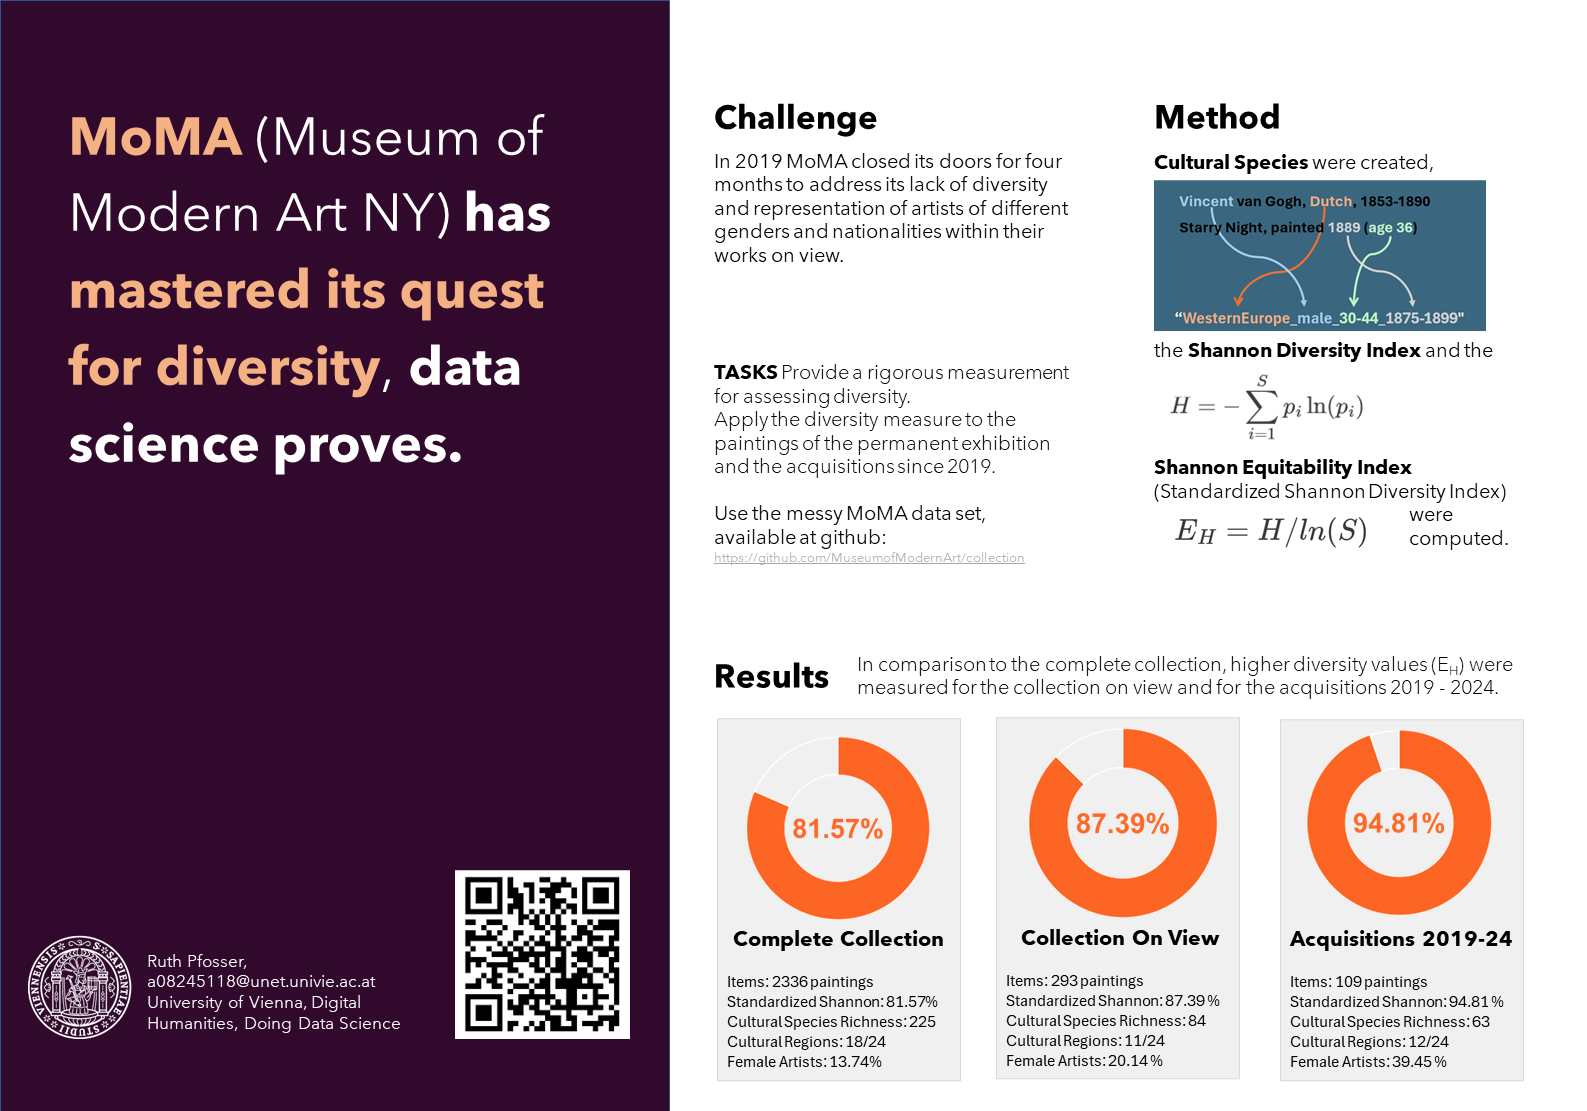 MoMA (Museum of
Modern Art NY) has
mastered its quest
for diversity, data
science proves.
Ruth Pfosser,
a08245118@unet.univie.ac.at
University of Vienna, Digital
Humanities, Doing Data Science
Challenge
In 2019 MoMA closed its doors for four
months to address its lack of diversity
and representation of artists of different
genders and nationalities within their
works on view.
TASKS Provide a rigorous measurement
for assessing diversity.
Apply the diversity measure to the
paintings of the permanent exhibition
and the acquisitions since 2019.
Use the messy MoMA data set,
available at github:
https://github.com/MuseumofModernArt/collection
Method
Cultural Species were created,
Vincent van Gogh, Dutch, 1853-1890
Starry Night, painted 1889 (age 36)
“WesternEurope_male_30-44_1875-1899"
the Shannon Diversity Index and the
H = − ∑_{i=1}^{S} p_i ln(p_i)
Shannon Equitability Index
(Standardized Shannon Diversity Index)
E_H = H/ln(S) were
computed.
Results
In comparison to the complete collection, higher diversity values (E_H) were
measured for the collection on view and for the acquisitions 2019 - 2024.
81.57%
Complete Collection
Items: 2336 paintings
Standardized Shannon: 81.57%
Cultural Species Richness: 225
Cultural Regions: 18/24
Female Artists: 13.74%
87.39%
Collection On View
Items: 293 paintings
Standardized Shannon: 87.39 %
Cultural Species Richness: 84
Cultural Regions: 11/24
Female Artists: 20.14 %
94.81%
Acquisitions 2019-24
Items: 109 paintings
Standardized Shannon: 94.81 %
Cultural Species Richness: 63
Cultural Regions: 12/24
Female Artists: 39.45 %